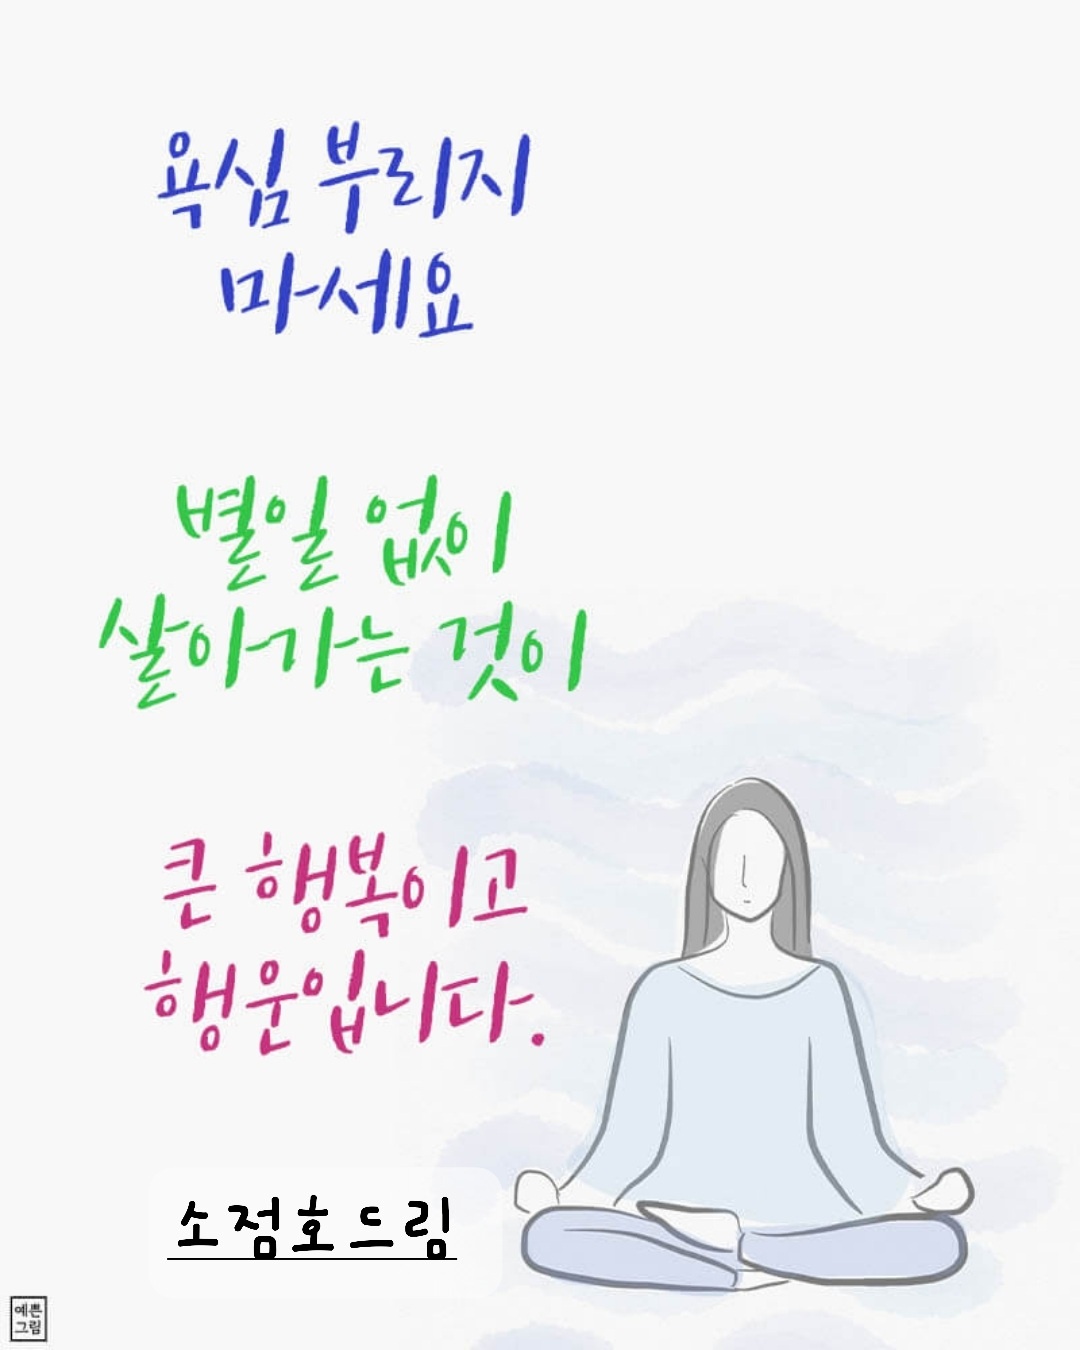 욕심 부리지
마세요
별일 없이
살아가는 것이
큰 행복이고
행운입니다.
소점호드림
예쁜
그림